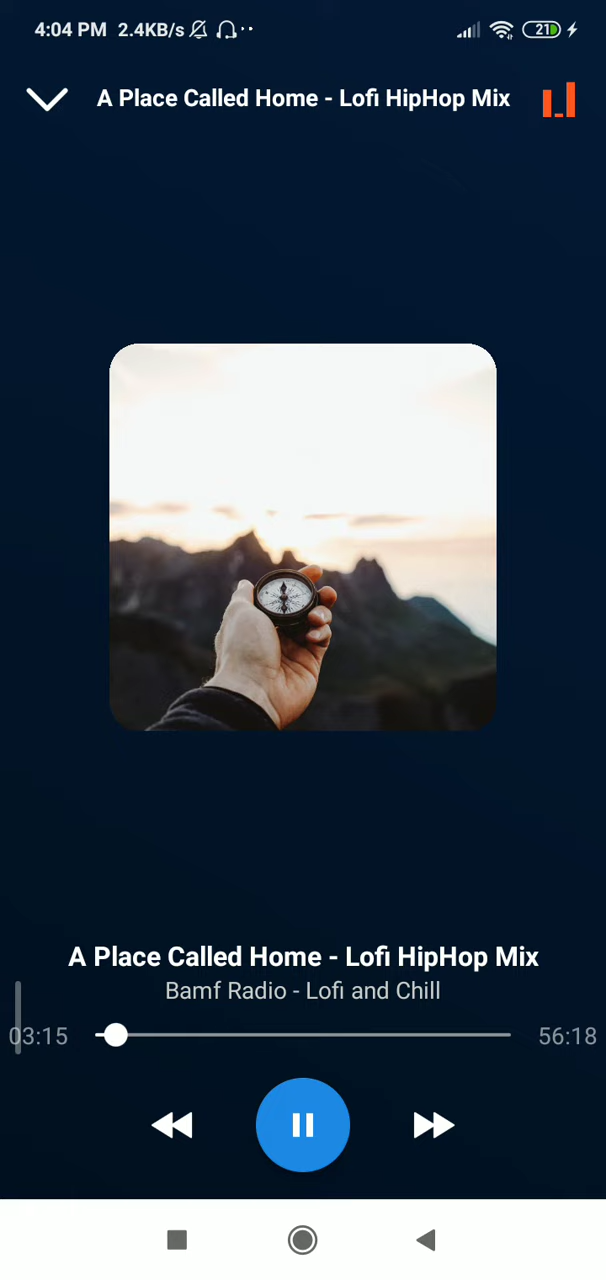 4:04 PM 2.4KB/s 21
A Place Called Home - Lofi HipHop Mix
A Place Called Home - Lofi HipHop Mix
Bamf Radio - Lofi and Chill
03:15 56:18